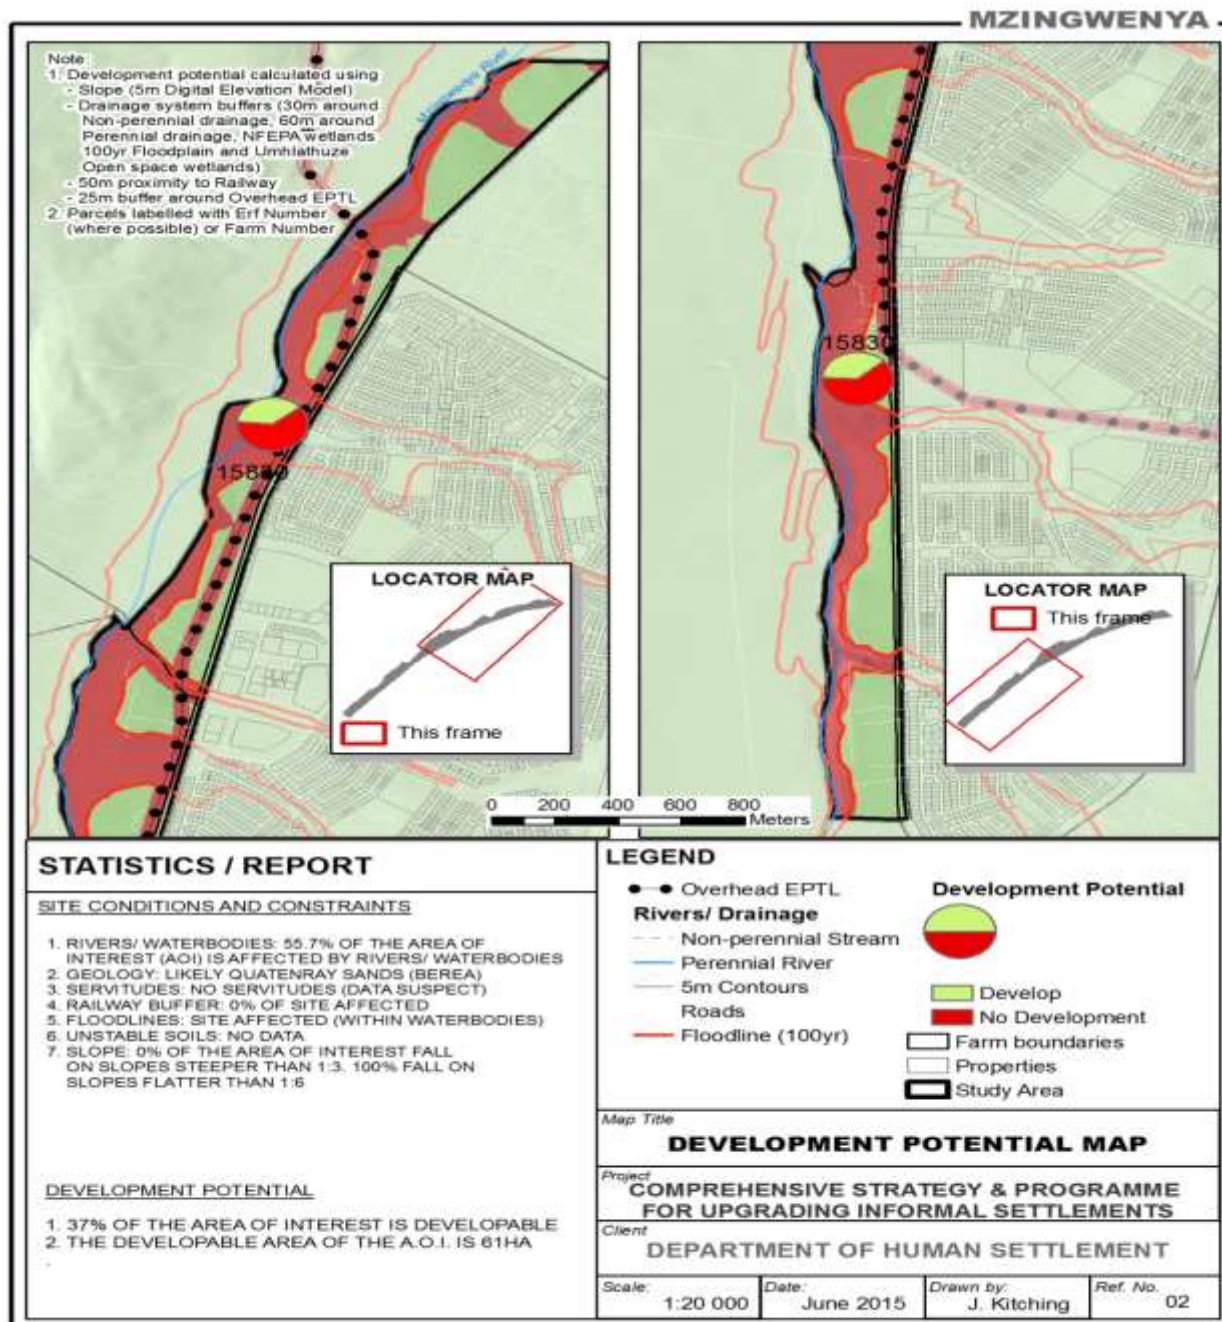 MZINGWENYA
Note:
1. Development potential calculated using
- Slope (5m Digital Elevation Model)
- Drainage system buffers (30m around
Non-perennial drainage, 60m around
Perennial drainage, NFEPA wetlands
100yr Floodplain and Umhlathuze
Open space wetlands)
- 50m proximity to Railway
- 25m buffer around Overhead EPTL
2. Parcels labelled with Erf Number
(where possible) or Farm Number
Mzingwenya River
15830
LOCATOR MAP
This frame
15830
LOCATOR MAP
This frame
0 200 400 600 800
Meters
STATISTICS / REPORT
SITE CONDITIONS AND CONSTRAINTS
1. RIVERS/ WATERBODIES: 55.7% OF THE AREA OF
INTEREST (AOI) IS AFFECTED BY RIVERS/ WATERBODIES
2. GEOLOGY: LIKELY QUATENRAY SANDS (BEREA)
3. SERVITUDES: NO SERVITUDES (DATA SUSPECT)
4. RAILWAY BUFFER: 0% OF SITE AFFECTED
5. FLOODLINES: SITE AFFECTED (WITHIN WATERBODIES)
6. UNSTABLE SOILS: NO DATA
7. SLOPE: 0% OF THE AREA OF INTEREST FALL
ON SLOPES STEEPER THAN 1:3. 100% FALL ON
SLOPES FLATTER THAN 1:6
DEVELOPMENT POTENTIAL
1. 37% OF THE AREA OF INTEREST IS DEVELOPABLE
2. THE DEVELOPABLE AREA OF THE A.O.I. IS 61HA
.
LEGEND
Overhead EPTL
Rivers/ Drainage
Non-perennial Stream
Perennial River
5m Contours
Roads
Floodline (100yr)
Development Potential
Develop
No Development
Farm boundaries
Properties
Study Area
Map Title
DEVELOPMENT POTENTIAL MAP
Project
COMPREHENSIVE STRATEGY & PROGRAMME
FOR UPGRADING INFORMAL SETTLEMENTS
Client
DEPARTMENT OF HUMAN SETTLEMENT
Scale:
1:20 000
Date:
June 2015
Drawn by:
J. Kitching
Ref. No.
02